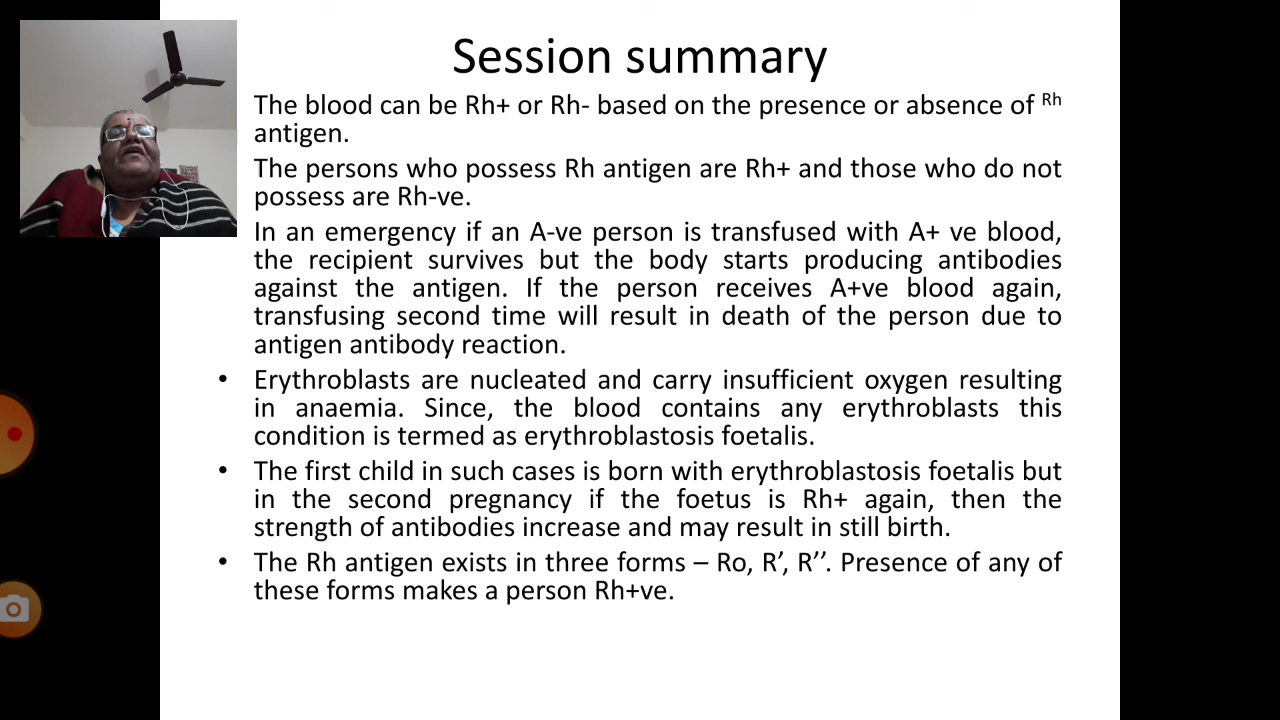 Session summary
The blood can be Rh+ or Rh- based on the presence or absence of Rh
antigen.
The persons who possess Rh antigen are Rh+ and those who do not
possess are Rh-ve.
In an emergency if an A-ve person is transfused with A+ ve blood,
the recipient survives but the body starts producing antibodies
against the antigen. If the person receives A+ve blood again,
transfusing second time will result in death of the person due to
antigen antibody reaction.
• Erythroblasts are nucleated and carry insufficient oxygen resulting
in anaemia. Since, the blood contains any erythroblasts this
condition is termed as erythroblastosis foetalis.
• The first child in such cases is born with erythroblastosis foetalis but
in the second pregnancy if the foetus is Rh+ again, then the
strength of antibodies increase and may result in still birth.
• The Rh antigen exists in three forms – Ro, R’, R’’. Presence of any of
these forms makes a person Rh+ve.